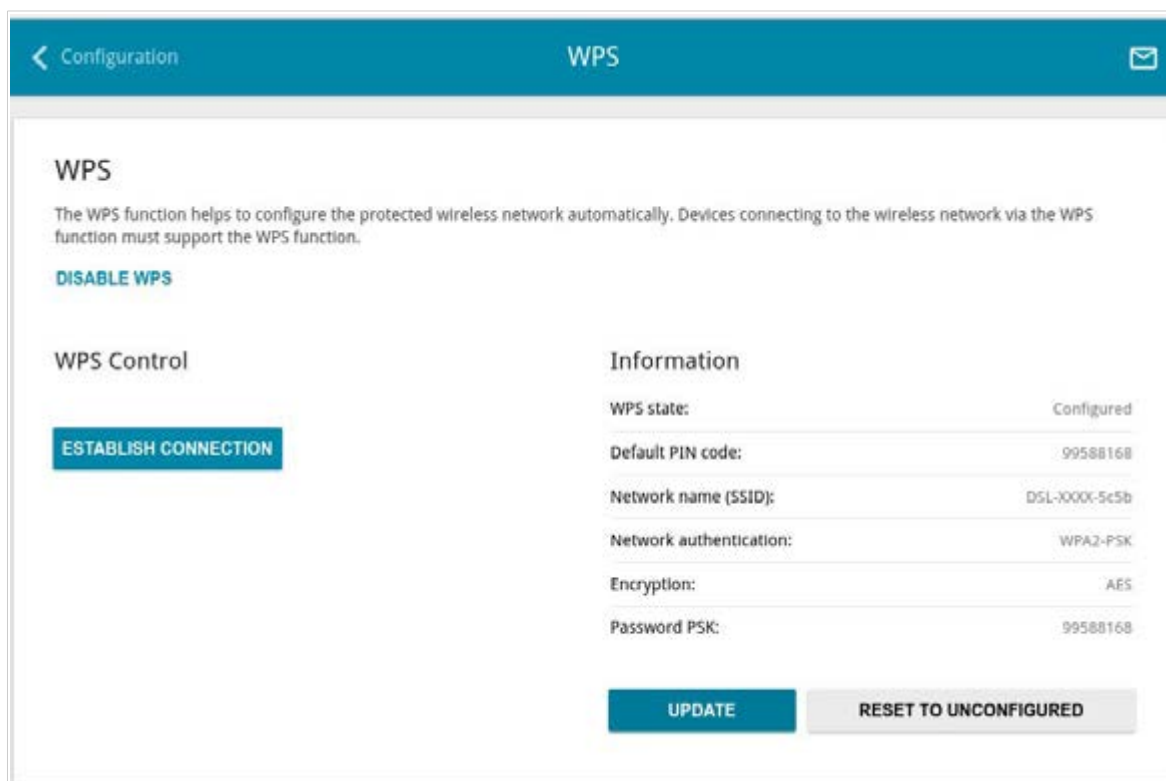 Configuration
WPS
WPS
The WPS function helps to configure the protected wireless network automatically. Devices connecting to the wireless network via the WPS
function must support the WPS function.
DISABLE WPS
WPS Control
ESTABLISH CONNECTION
Information
WPS state: Configured
Default PIN code: 99588168
Network name (SSID): DSL-XXXX-5c5b
Network authentication: WPA2-PSK
Encryption: AES
Password PSK: 99588168
UPDATE RESET TO UNCONFIGURED